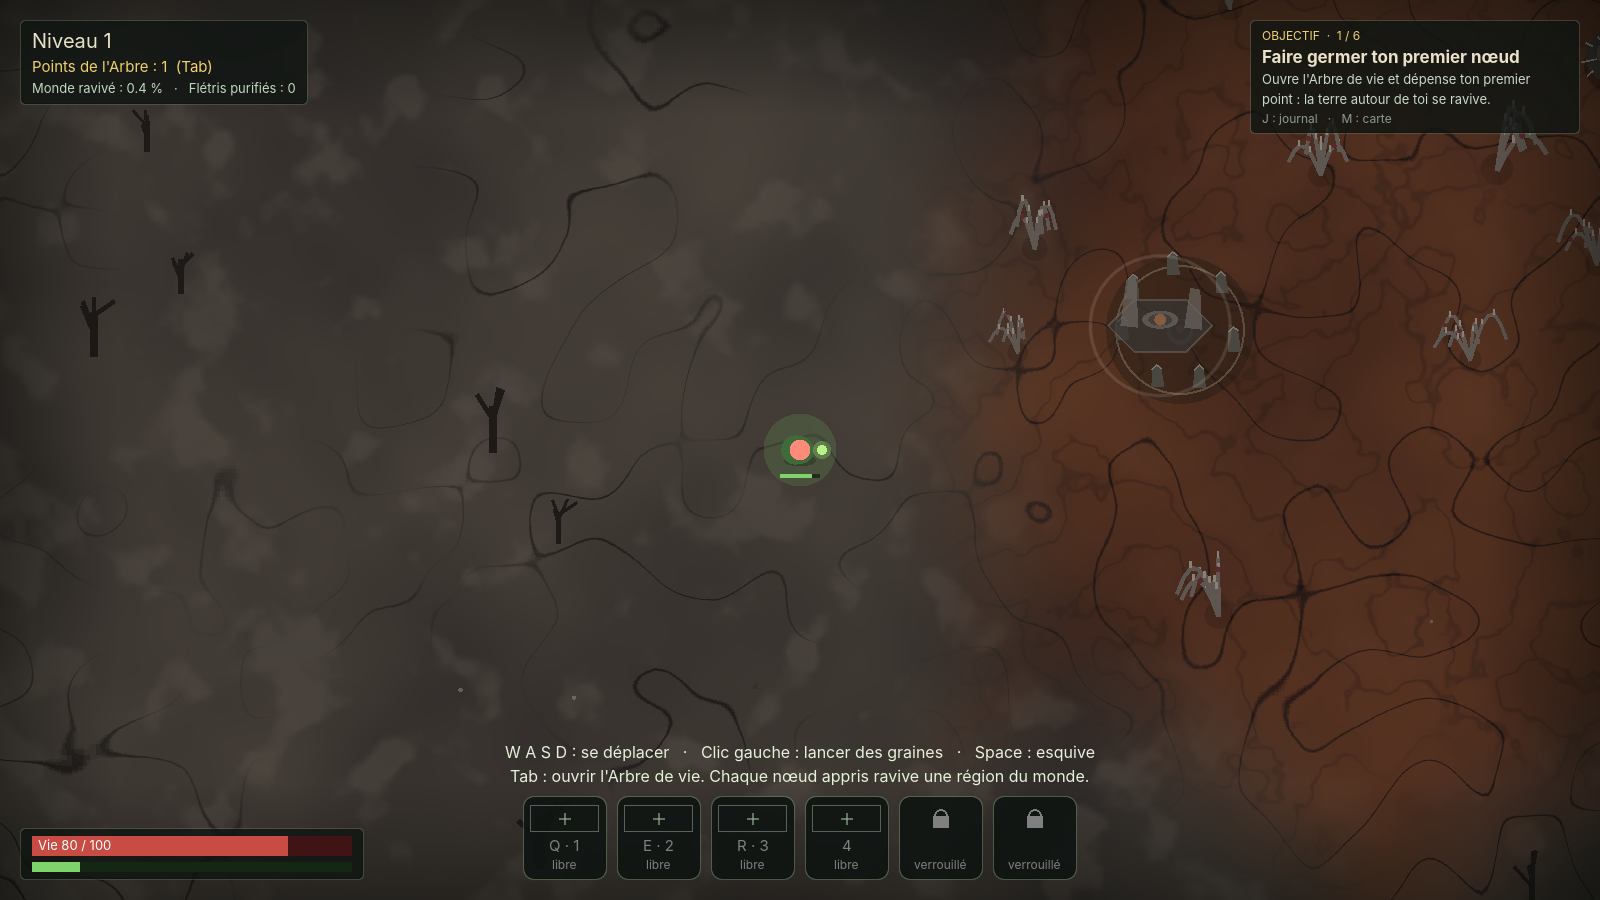 Niveau 1
Points de l'Arbre : 1 (Tab)
Monde ravivé : 0.4 % · Flétris purifiés : 0
OBJECTIF · 1 / 6
Faire germer ton premier nœud
Ouvre l'Arbre de vie et dépense ton premier
point : la terre autour de toi se ravive.
J : journal · M : carte
W A S D : se déplacer · Clic gauche : lancer des graines · Space : esquive
Tab : ouvrir l'Arbre de vie. Chaque nœud appris ravive une région du monde.
Vie 80 / 100
Q · 1
libre
E · 2
libre
R · 3
libre
4
libre
verrouillé
verrouillé